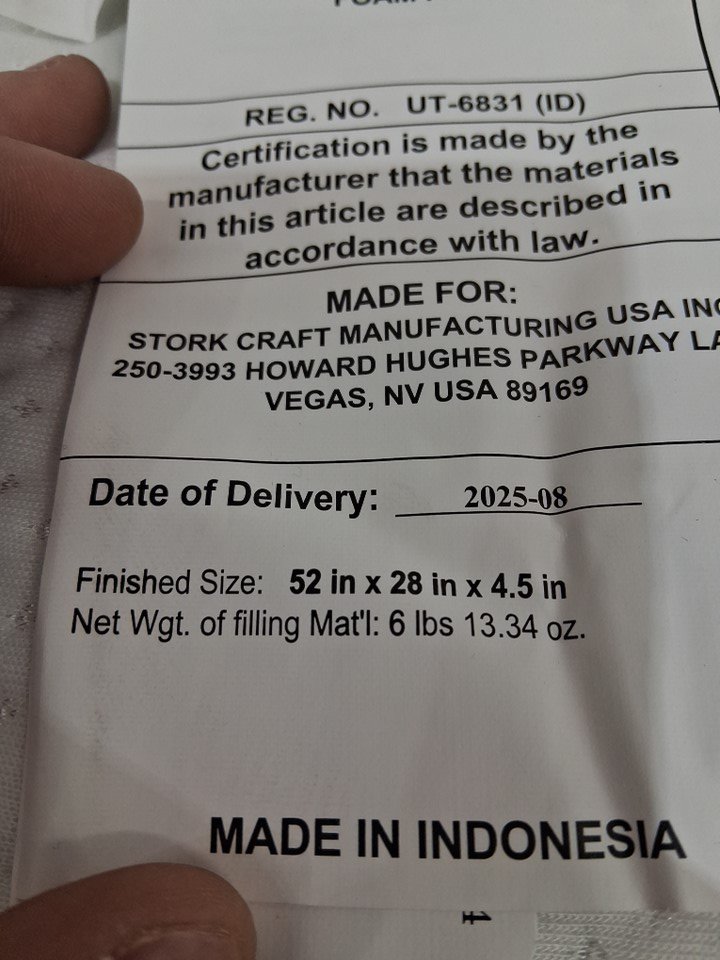 REG. NO. UT-6831 (ID)
Certification is made by the
manufacturer that the materials
in this article are described in
accordance with law.
MADE FOR:
STORK CRAFT MANUFACTURING USA INC
250-3993 HOWARD HUGHES PARKWAY LA
VEGAS, NV USA 89169
Date of Delivery: 2025-08
Finished Size: 52 in x 28 in x 4.5 in
Net Wgt. of filling Mat'l: 6 lbs 13.34 oz.
MADE IN INDONESIA